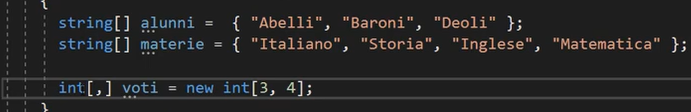 {
string[] alunni = { "Abelli", "Baroni", "Deoli" };
string[] materie = { "Italiano", "Storia", "Inglese", "Matematica" };
int[,] voti = new int[3, 4];
}